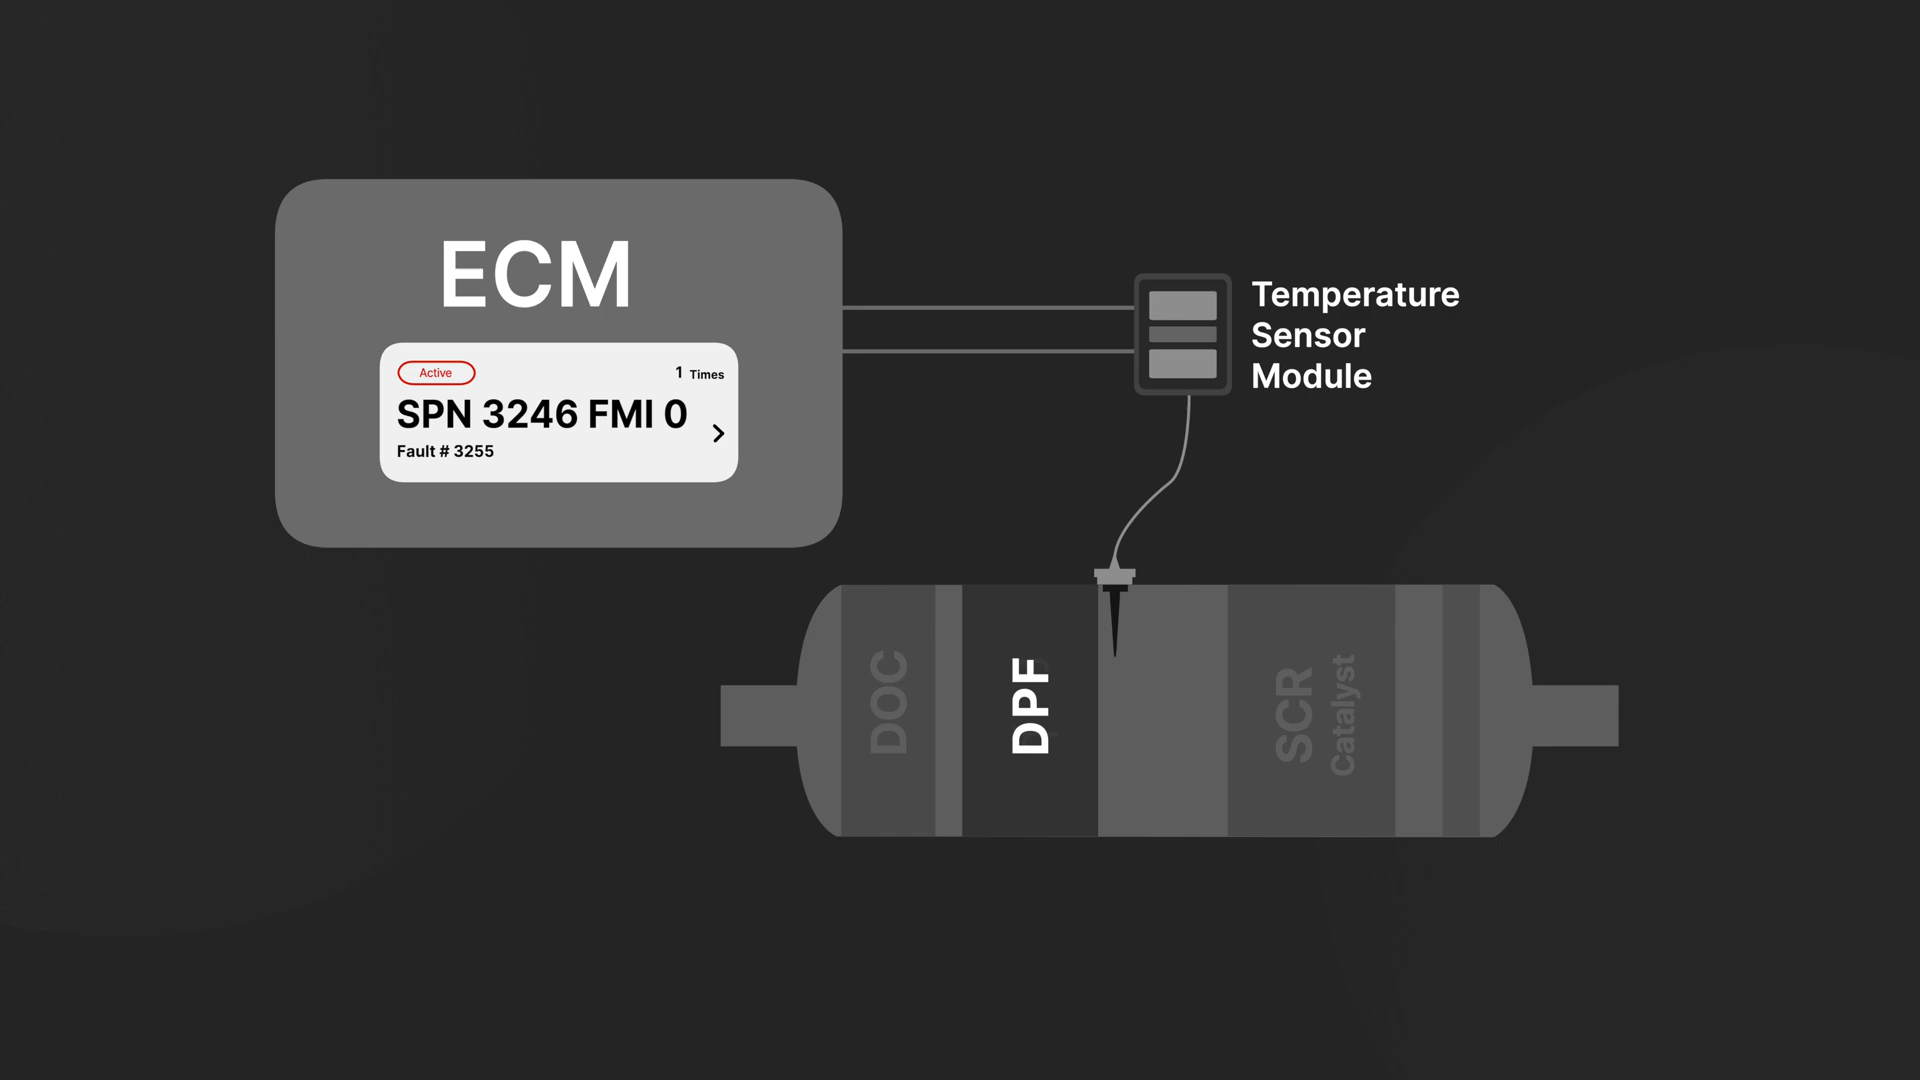 ECM
Active
1 Times
SPN 3246 FMI 0
Fault # 3255
Temperature
Sensor
Module
DOC
DPF
SCR
Catalyst